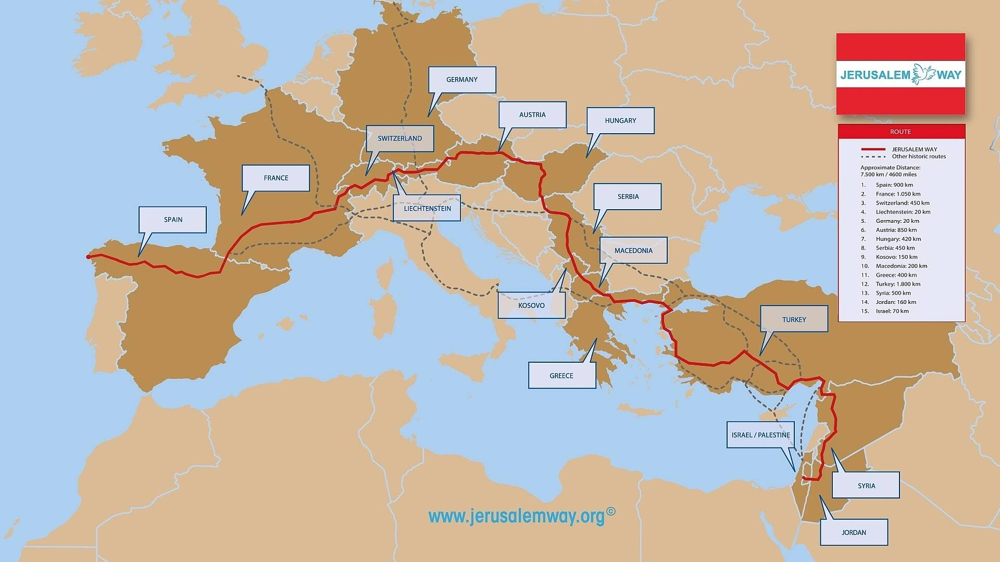 GERMANY
AUSTRIA
HUNGARY
SWITZERLAND
FRANCE
SERBIA
LIECHTENSTEIN
SPAIN
MACEDONIA
KOSOVO
TURKEY
GREECE
ISRAEL / PALESTINE
SYRIA
JORDAN
www.jerusalemway.org©
JERUSALEM WAY
ROUTE
JERUSALEM WAY
Other historic routes
Approximate Distance:
7.500 km / 4600 miles
1. Spain: 900 km
2. France: 1.050 km
3. Switzerland: 450 km
4. Liechtenstein: 20 km
5. Germany: 20 km
6. Austria: 850 km
7. Hungary: 420 km
8. Serbia: 450 km
9. Kosovo: 150 km
10. Macedonia: 200 km
11. Greece: 400 km
12. Turkey: 1.800 km
13. Syria: 500 km
14. Jordan: 160 km
15. Israel: 70 km